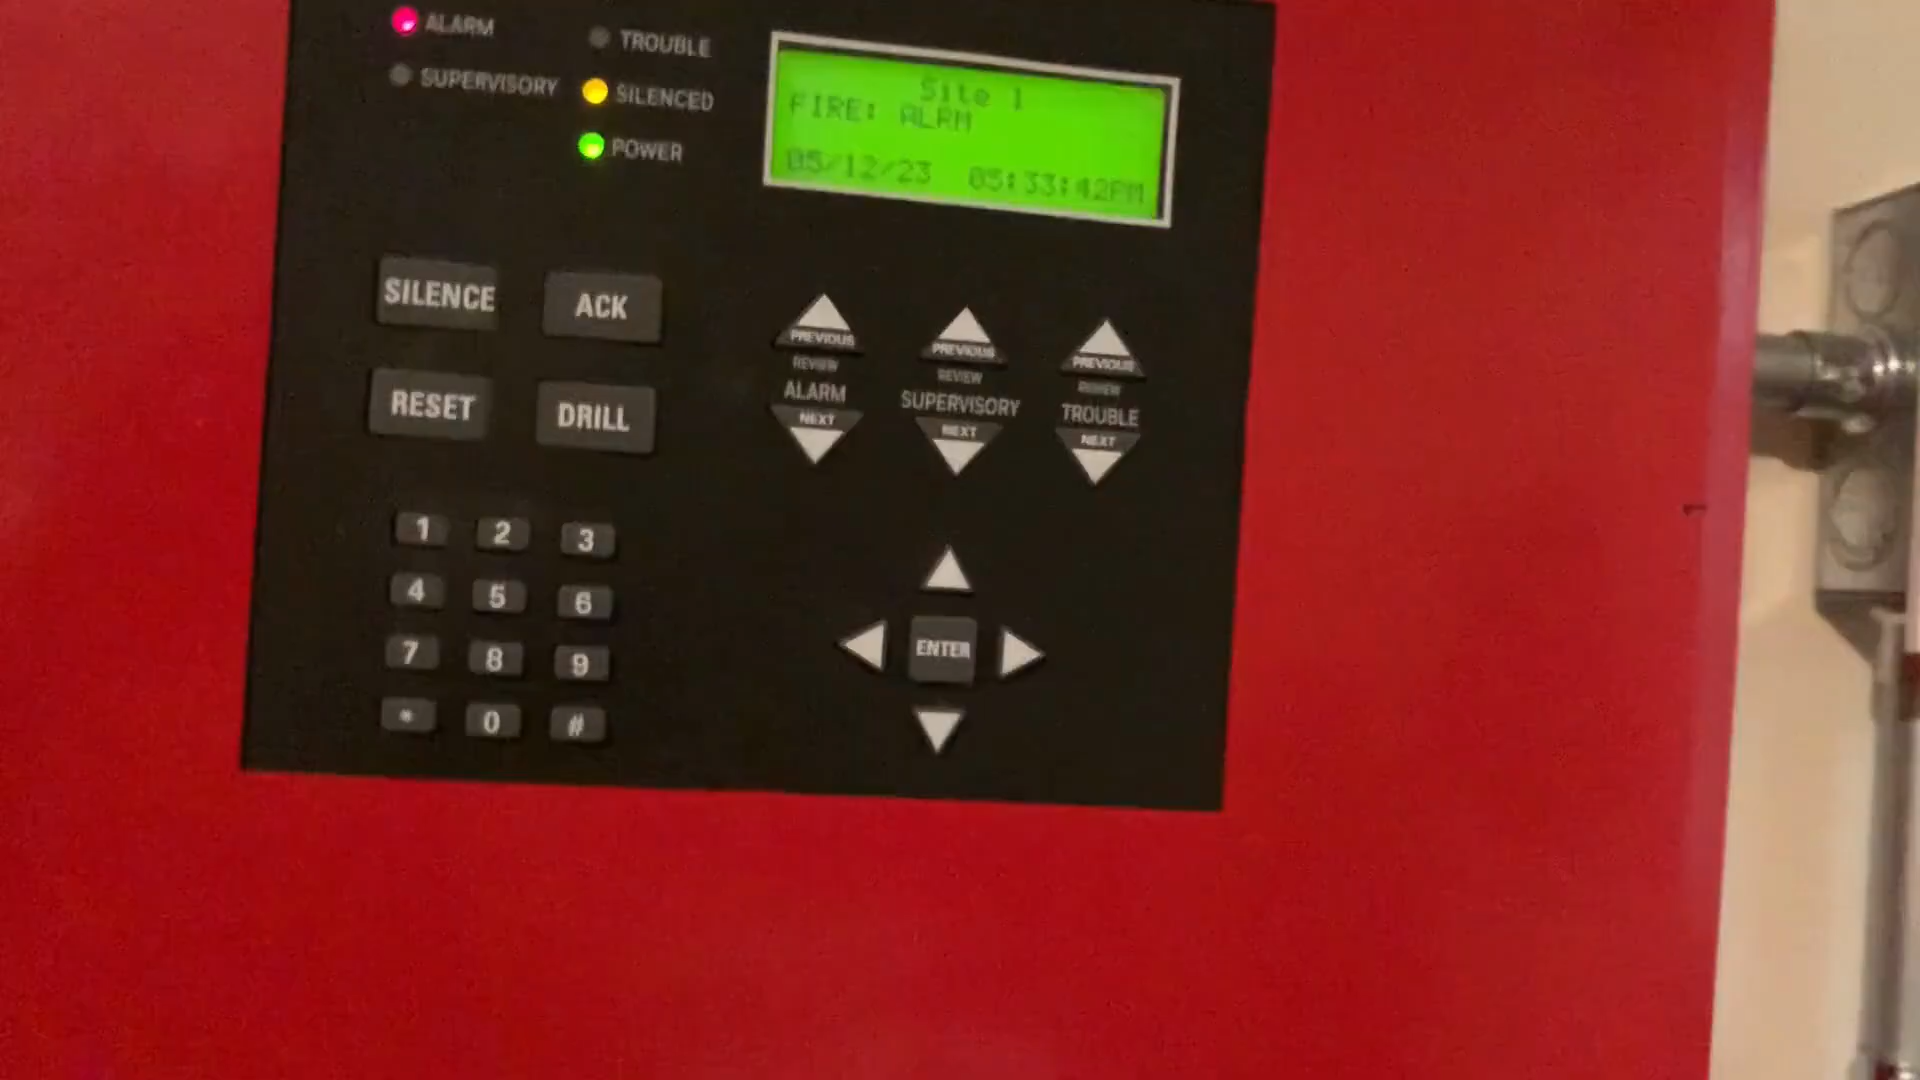 ALARM
TROUBLE
SUPERVISORY
SILENCED
POWER
Site 1
FIRE: ALRM
05/12/23 05:33:42PM
SILENCE
ACK
RESET
DRILL
PREVIOUS
REVIEW
ALARM
NEXT
PREVIOUS
REVIEW
SUPERVISORY
NEXT
PREVIOUS
REVIEW
TROUBLE
NEXT
1 2 3
4 5 6
7 8 9
* 0 #
ENTER